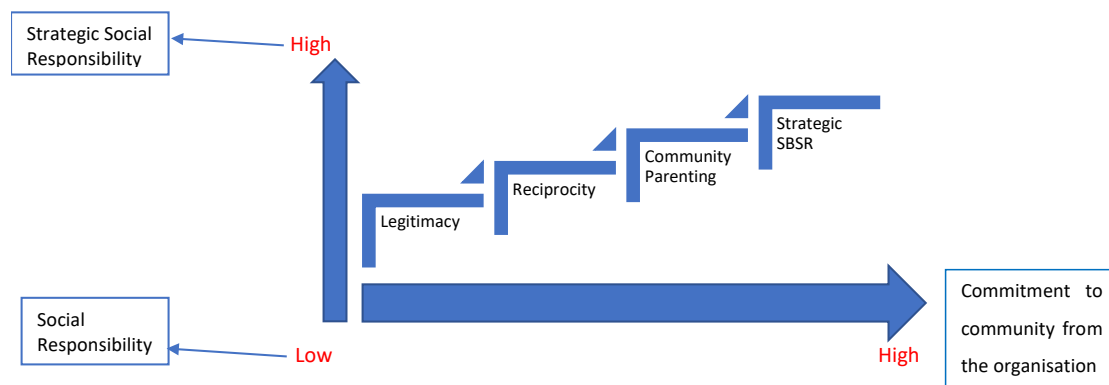 Strategic Social
Responsibility
High
Strategic
SBSR
Community
Parenting
Reciprocity
Legitimacy
Social
Responsibility
Low
High
Commitment to
community from
the organisation